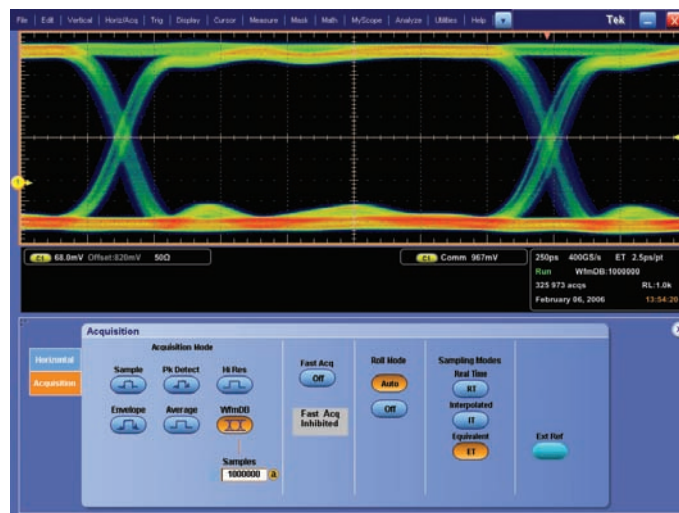 File | Edit | Vertical | Horiz/Acq | Trig | Display | Cursor | Measure | Mask | Math | MyScope | Analyze | Utilities | Help
Tek
X
1
C1 68.0mV Offset:820mV 50Ω
C1 Comm 967mV
250ps 400GS/s ET 2.5ps/pt
Run WfmDB:1000000
325 973 acqs RL:1.0k
February 06, 2006 13:54:20
Acquisition
Horizontal
Acquisition
Acquisition Mode
Sample Pk Detect Hi Res
Envelope Average WfmDB
Samples
1000000 a
Fast Acq
Off
Fast Acq
Inhibited
Roll Mode
Auto
Off
Sampling Modes
Real Time
RT
Interpolated
IT
Equivalent
ET
Ext Ref